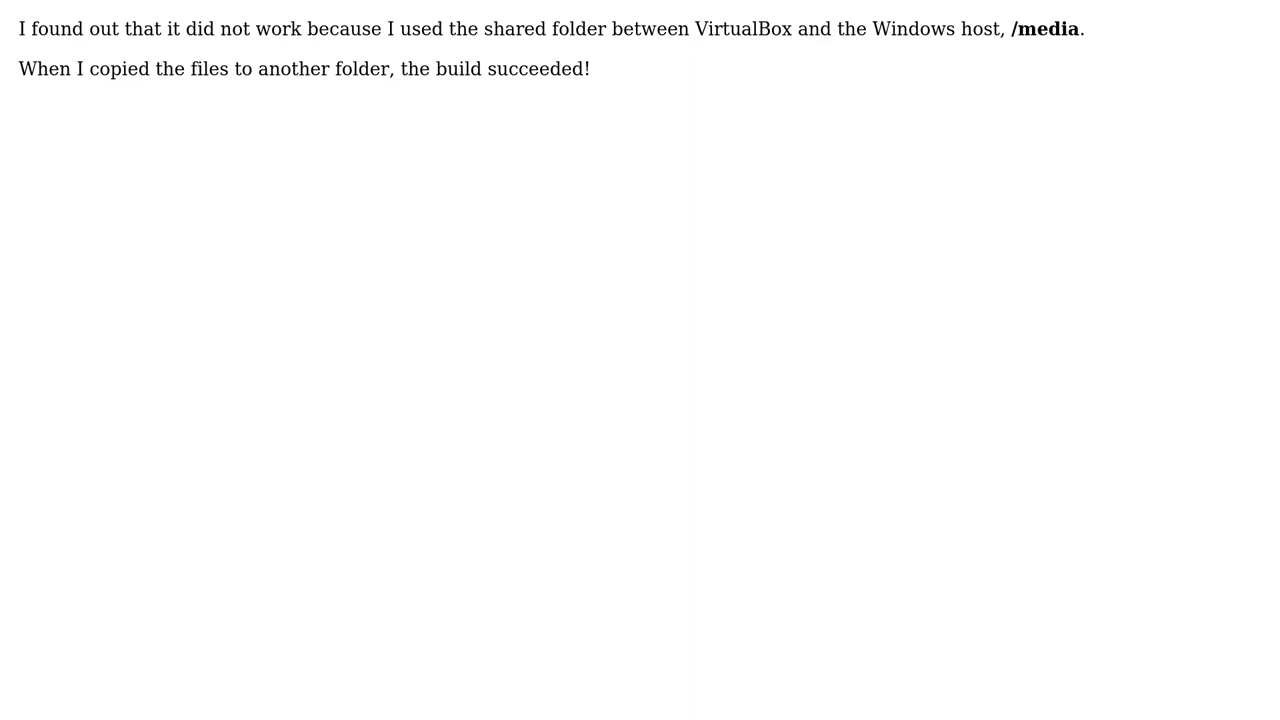 I found out that it did not work because I used the shared folder between VirtualBox and the Windows host, /media.
When I copied the files to another folder, the build succeeded!